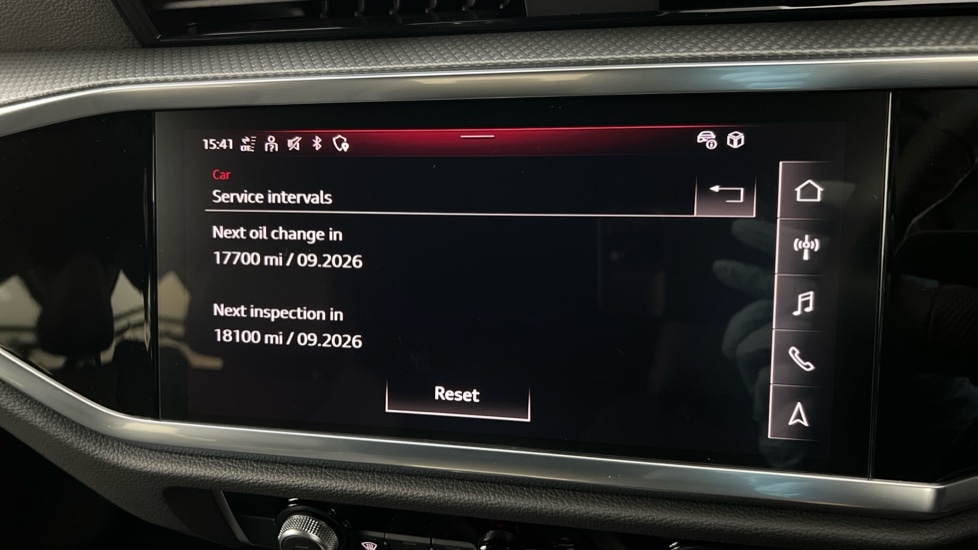 15:41
Car
Service intervals
Next oil change in
17700 mi / 09.2026
Next inspection in
18100 mi / 09.2026
Reset